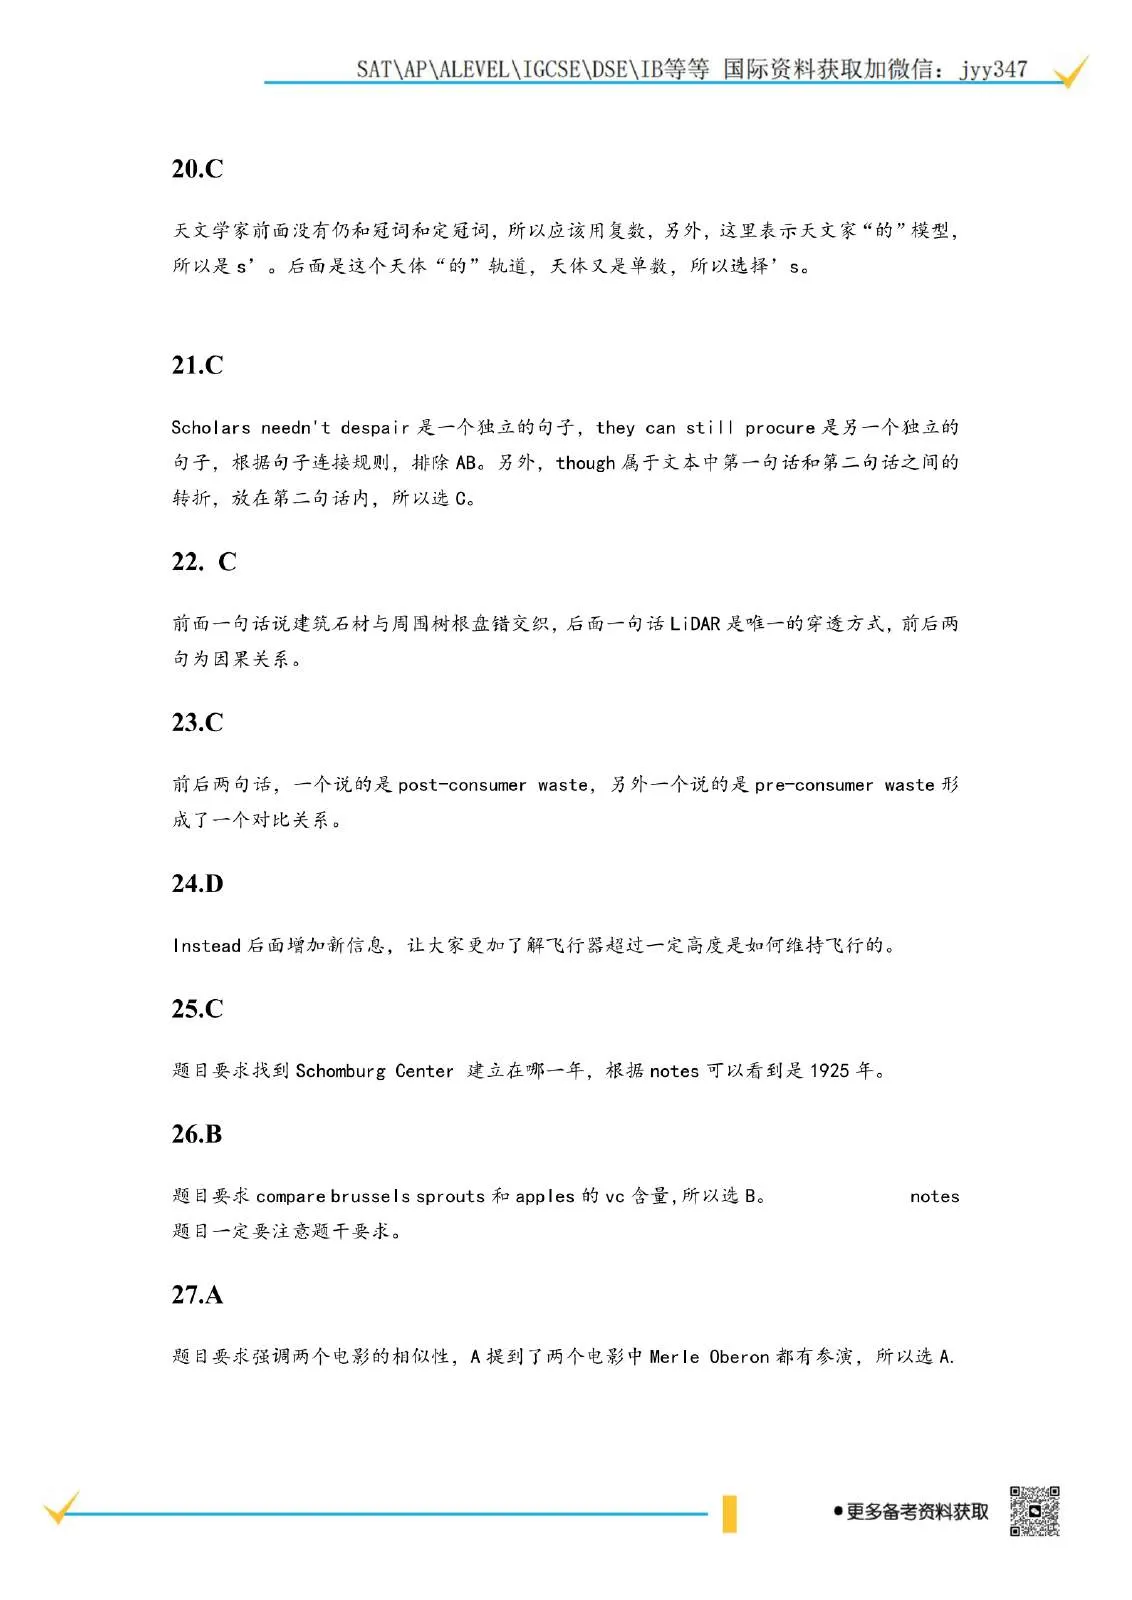 SAT\AP\ALEVEL\IGCSE\DSE\IB等等 国际资料获取加微信：jyy347
20.C
天文学家前面没有仍和冠词和定冠词，所以应该用复数，另外，这里表示天文家“的”模型，
所以是 s’。后面是这个天体“的”轨道，天体又是单数，所以选择’s。
21.C
Scholars needn't despair 是一个独立的句子，they can still procure 是另一个独立的
句子，根据句子连接规则，排除 AB。另外，though 属于文本中第一句话和第二句话之间的
转折，放在第二句话内，所以选 C。
22. C
前面一句话说建筑石材与周围树根盘错交织，后面一句话 LiDAR 是唯一的穿透方式，前后两
句为因果关系。
23.C
前后两句话，一个说的是 post-consumer waste，另外一个说的是 pre-consumer waste 形
成了一个对比关系。
24.D
Instead 后面增加新信息，让大家更加了解飞行器超过一定高度是如何维持飞行的。
25.C
题目要求找到 Schomburg Center 建立在哪一年，根据 notes 可以看到是 1925 年。
26.B
题目要求 compare brussels sprouts 和 apples 的 vc 含量,所以选 B。 notes
题目一定要注意题干要求。
27.A
题目要求强调两个电影的相似性，A 提到了两个电影中 Merle Oberon 都有参演，所以选 A.
•更多备考资料获取